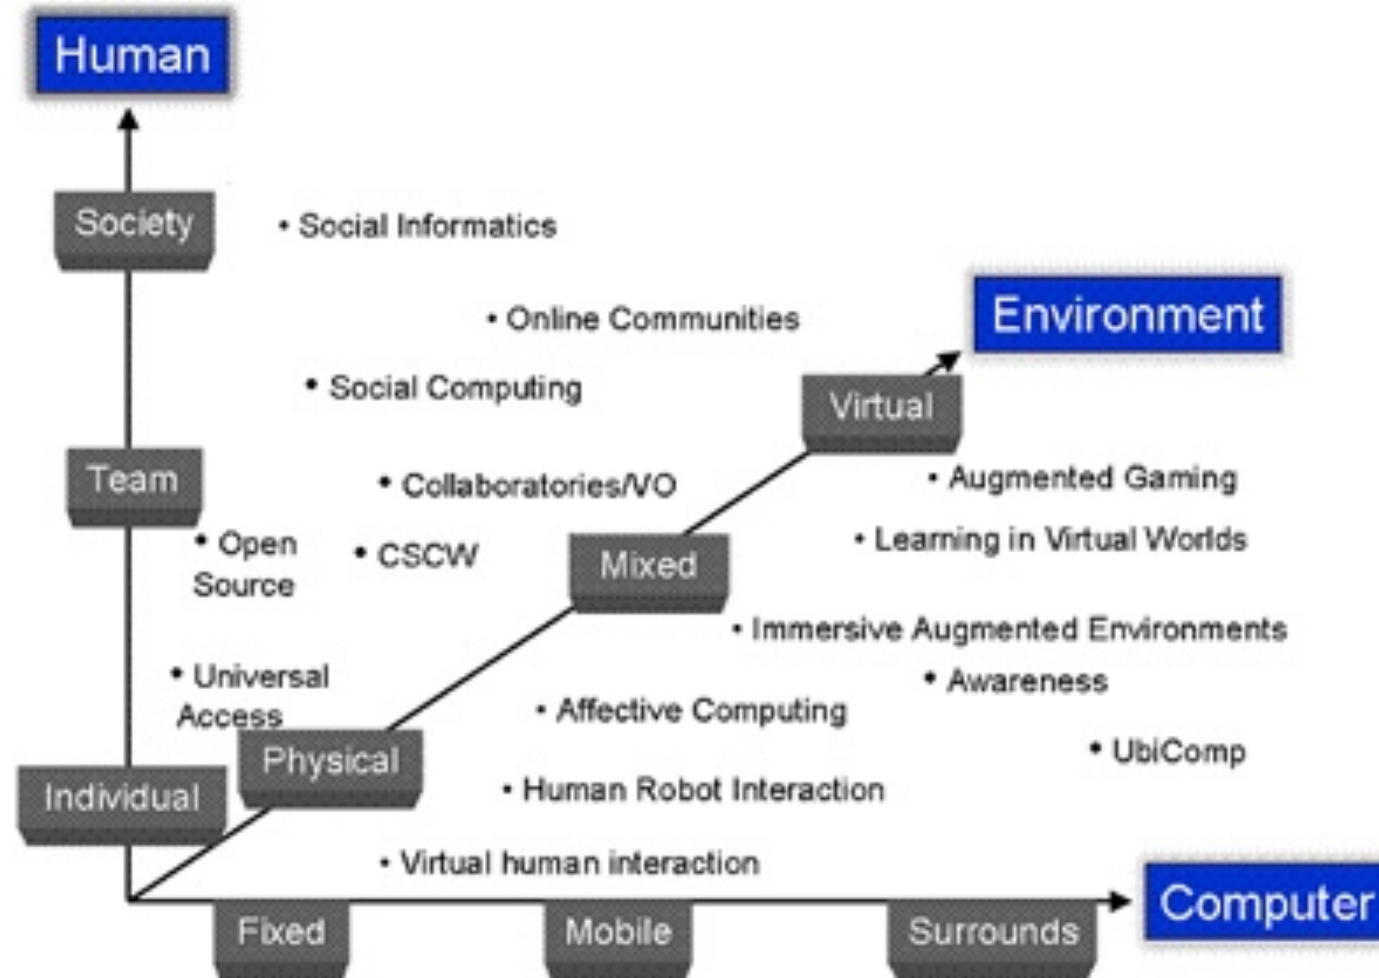 Human
Society
• Social Informatics
Environment
• Online Communities
• Social Computing
Virtual
Team
• Collaboratories/VO
• Augmented Gaming
• Open
Source
• CSCW
Mixed
• Learning in Virtual Worlds
• Immersive Augmented Environments
• Universal
Access
• Awareness
• Affective Computing
Physical
• UbiComp
Individual
• Human Robot Interaction
• Virtual human interaction
Computer
Fixed
Mobile
Surrounds